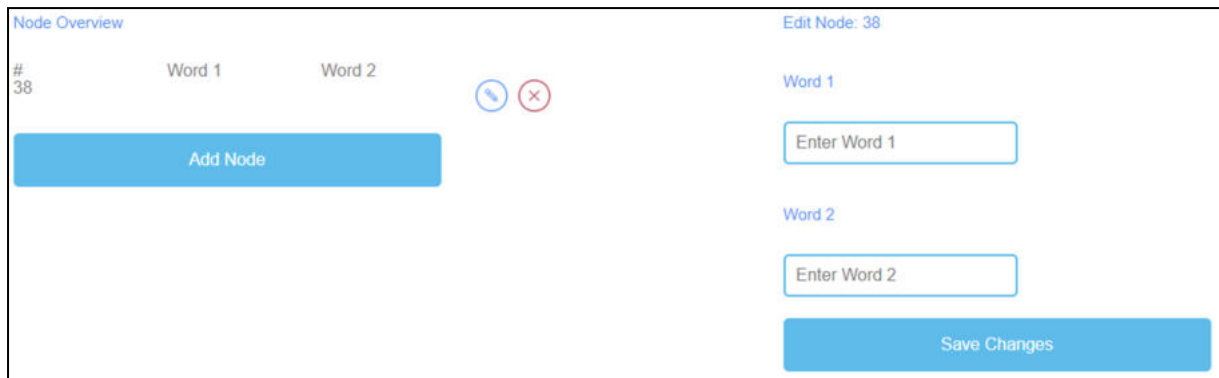 Node Overview
# Word 1 Word 2
38
Add Node
Edit Node: 38
Word 1
Enter Word 1
Word 2
Enter Word 2
Save Changes